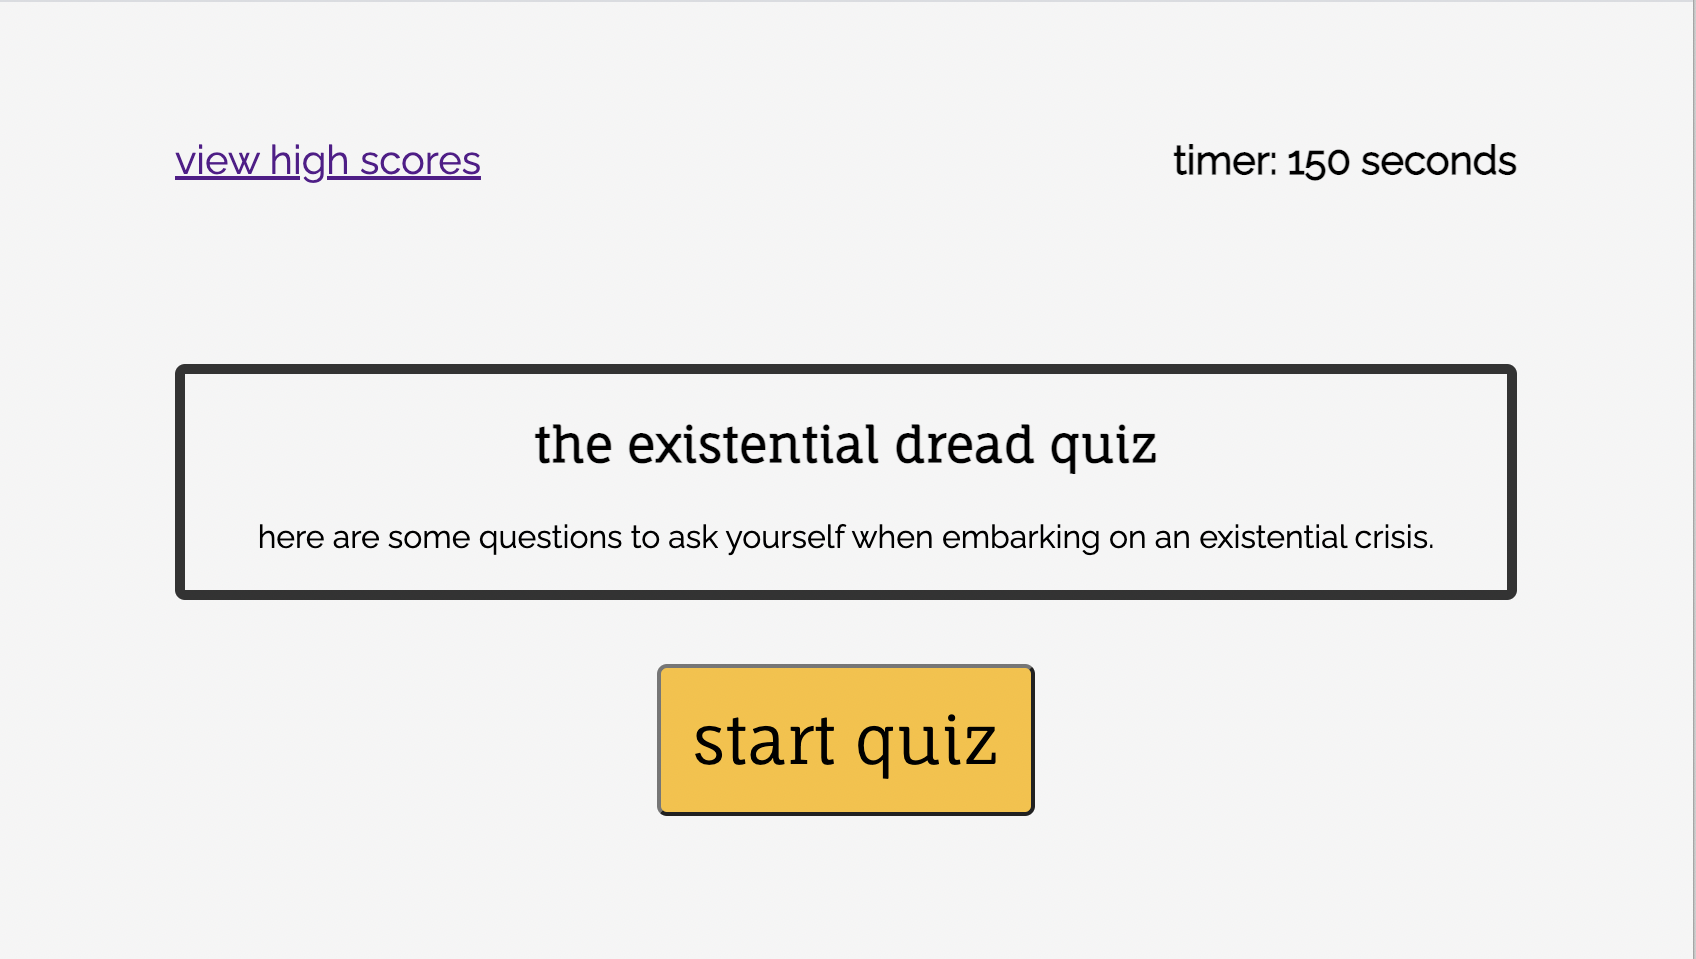 view high scores
timer: 150 seconds
the existential dread quiz
here are some questions to ask yourself when embarking on an existential crisis.
start quiz